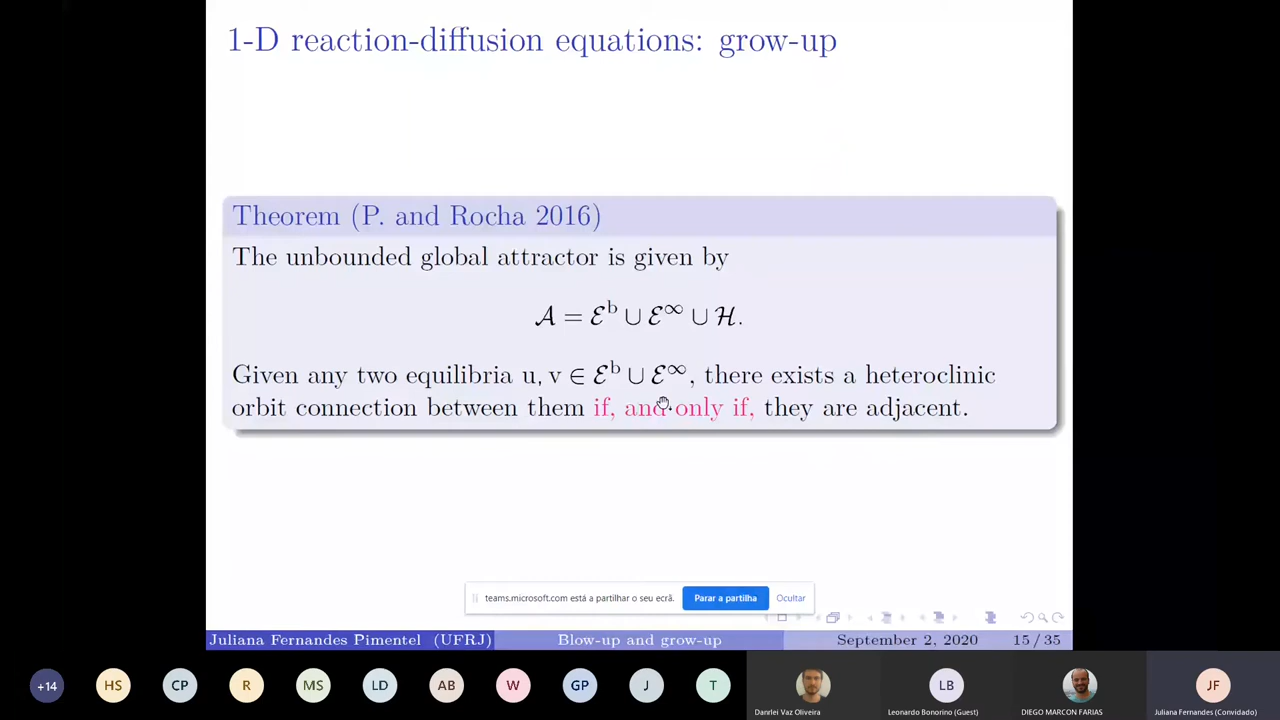 1-D reaction-diffusion equations: grow-up
Theorem (P. and Rocha 2016)
The unbounded global attractor is given by
𝒜 = ℰᵇ ∪ ℰ^∞ ∪ ℋ.
Given any two equilibria u, v ∈ ℰᵇ ∪ ℰ^∞, there exists a heteroclinic
orbit connection between them if, and only if, they are adjacent.
teams.microsoft.com está a partilhar o seu ecrã. Parar a partilha Ocultar
Juliana Fernandes Pimentel (UFRJ) Blow-up and grow-up September 2, 2020 15 / 35
+14 HS CP R MS LD AB W GP J T LB JF
Danrlei Vaz Oliveira Leonardo Bonorino (Guest) DIEGO MARCON FARIAS Juliana Fernandes (Convidado)